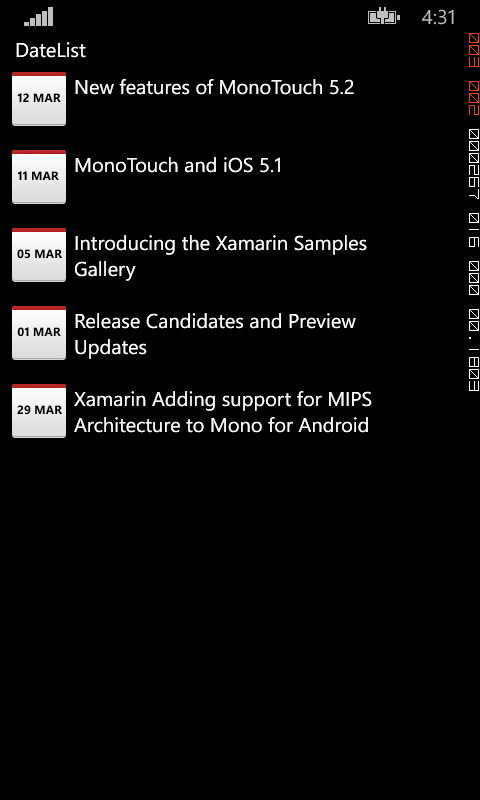 4:31
DateList
12 MAR
New features of MonoTouch 5.2
11 MAR
MonoTouch and iOS 5.1
05 MAR
Introducing the Xamarin Samples
Gallery
01 MAR
Release Candidates and Preview
Updates
29 MAR
Xamarin Adding support for MIPS
Architecture to Mono for Android
003 002 000267 016 000 00.1803